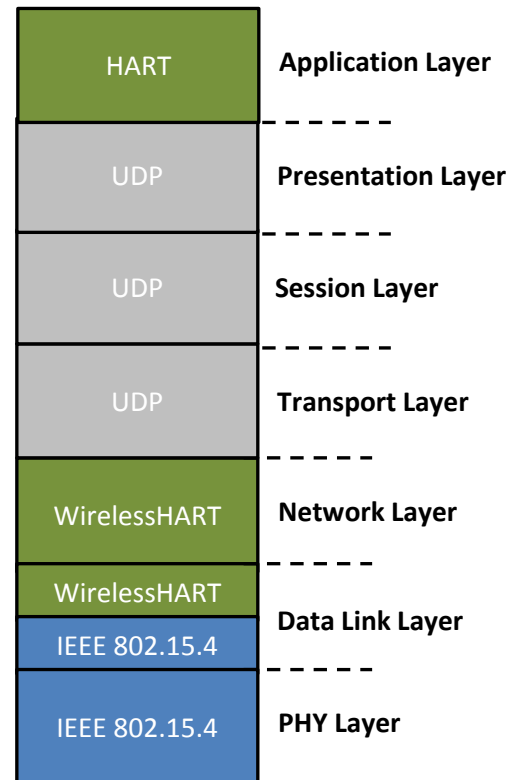 HART
Application Layer
UDP
Presentation Layer
UDP
Session Layer
UDP
Transport Layer
WirelessHART
Network Layer
WirelessHART
Data Link Layer
IEEE 802.15.4
IEEE 802.15.4
PHY Layer